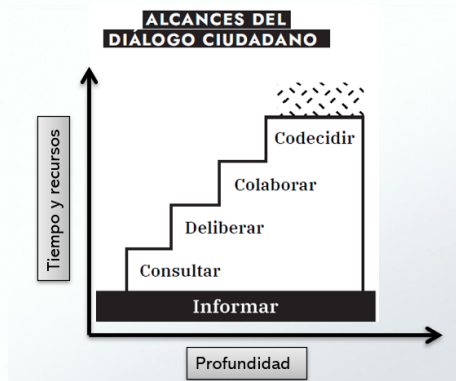 ALCANCES DEL
DIÁLOGO CIUDADANO
Tiempo y recursos
Codecidir
Colaborar
Deliberar
Consultar
Informar
Profundidad